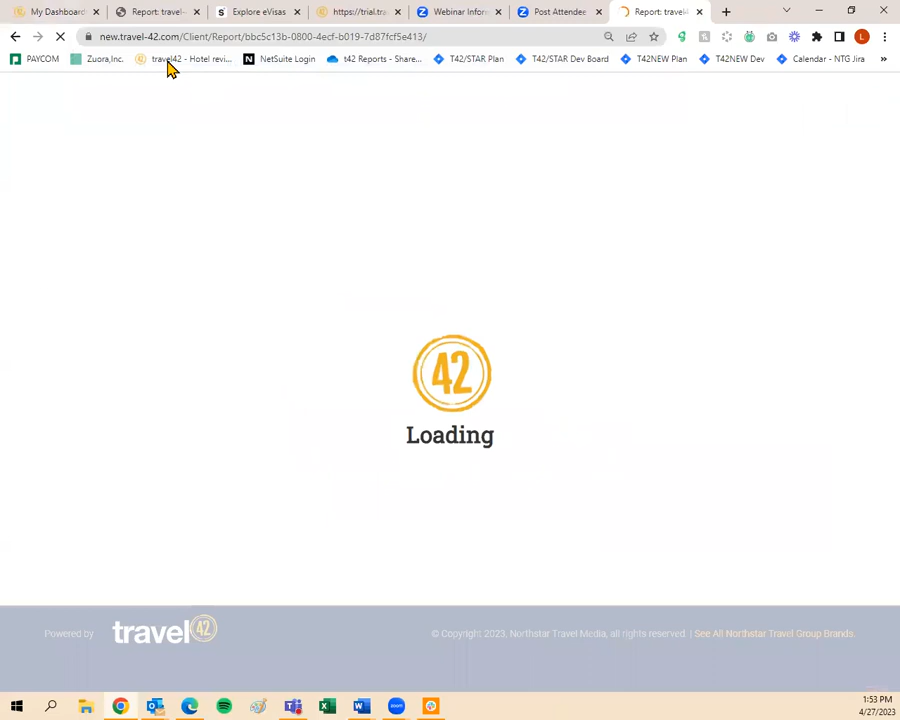 My Dashboard
Report: travel-
Explore eVisas
https://trial.tra
Webinar Inform
Post Attendee
Report: travel4
new.travel-42.com/Client/Report/bbc5c13b-0800-4ecf-b019-7d87fcf5e413/
L
PAYCOM
Zuora,Inc.
travel42 - Hotel revi...
N
NetSuite Login
t42 Reports - Share...
T42/STAR Plan
T42/STAR Dev Board
T42NEW Plan
T42NEW Dev
Calendar - NTG Jira
»
42
Loading
Powered by
travel 42
© Copyright 2023, Northstar Travel Media, all rights reserved. | See All Northstar Travel Group Brands.
1:53 PM
4/27/2023